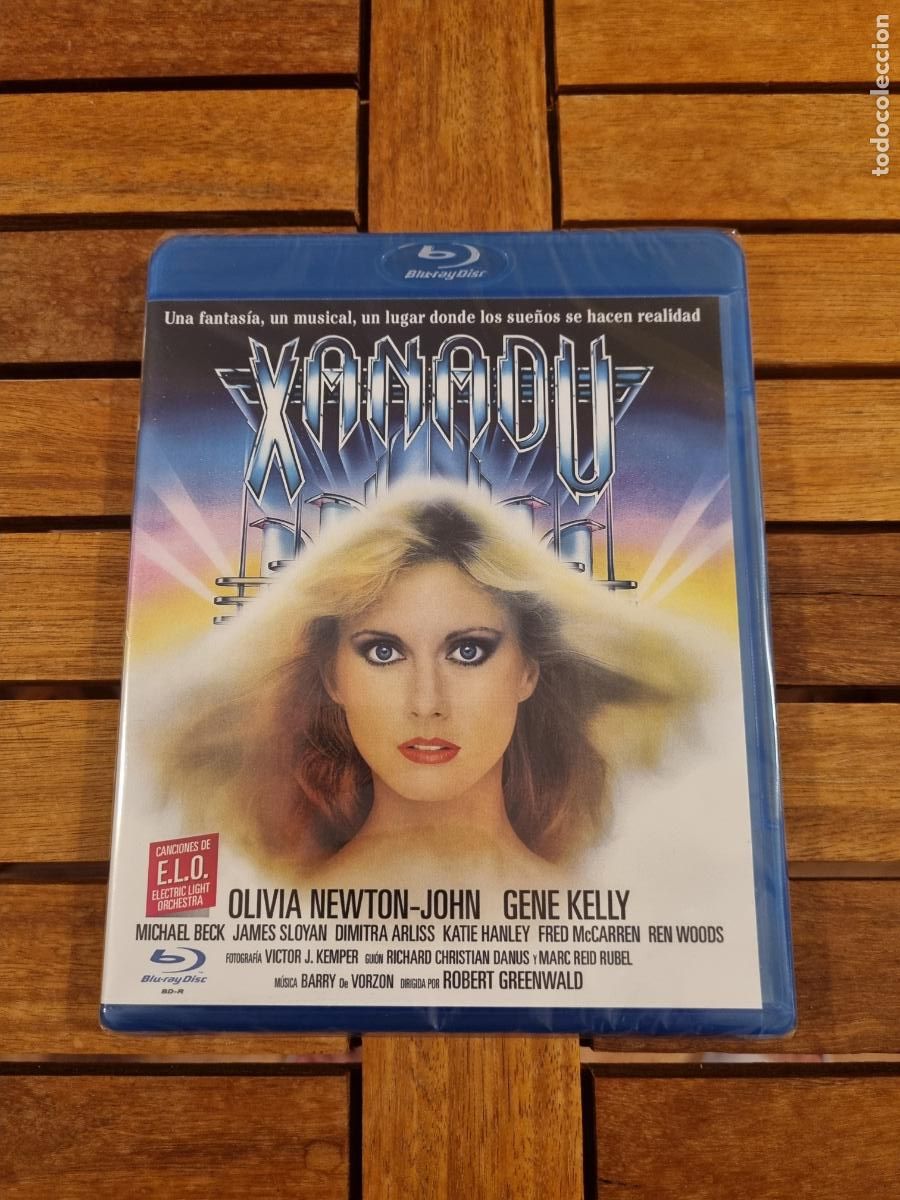 todocoleccion
Blu-ray Disc
Una fantasía, un musical, un lugar donde los sueños se hacen realidad
XANADU
CANCIONES DE
E.L.O.
ELECTRIC LIGHT
ORCHESTRA
OLIVIA NEWTON-JOHN GENE KELLY
MICHAEL BECK JAMES SLOYAN DIMITRA ARLISS KATIE HANLEY FRED McCARREN REN WOODS
FOTOGRAFÍA VICTOR J. KEMPER GUIÓN RICHARD CHRISTIAN DANUS Y MARC REID RUBEL
MÚSICA BARRY De VORZON DIRIGIDA POR ROBERT GREENWALD
Blu-ray Disc
BD-R